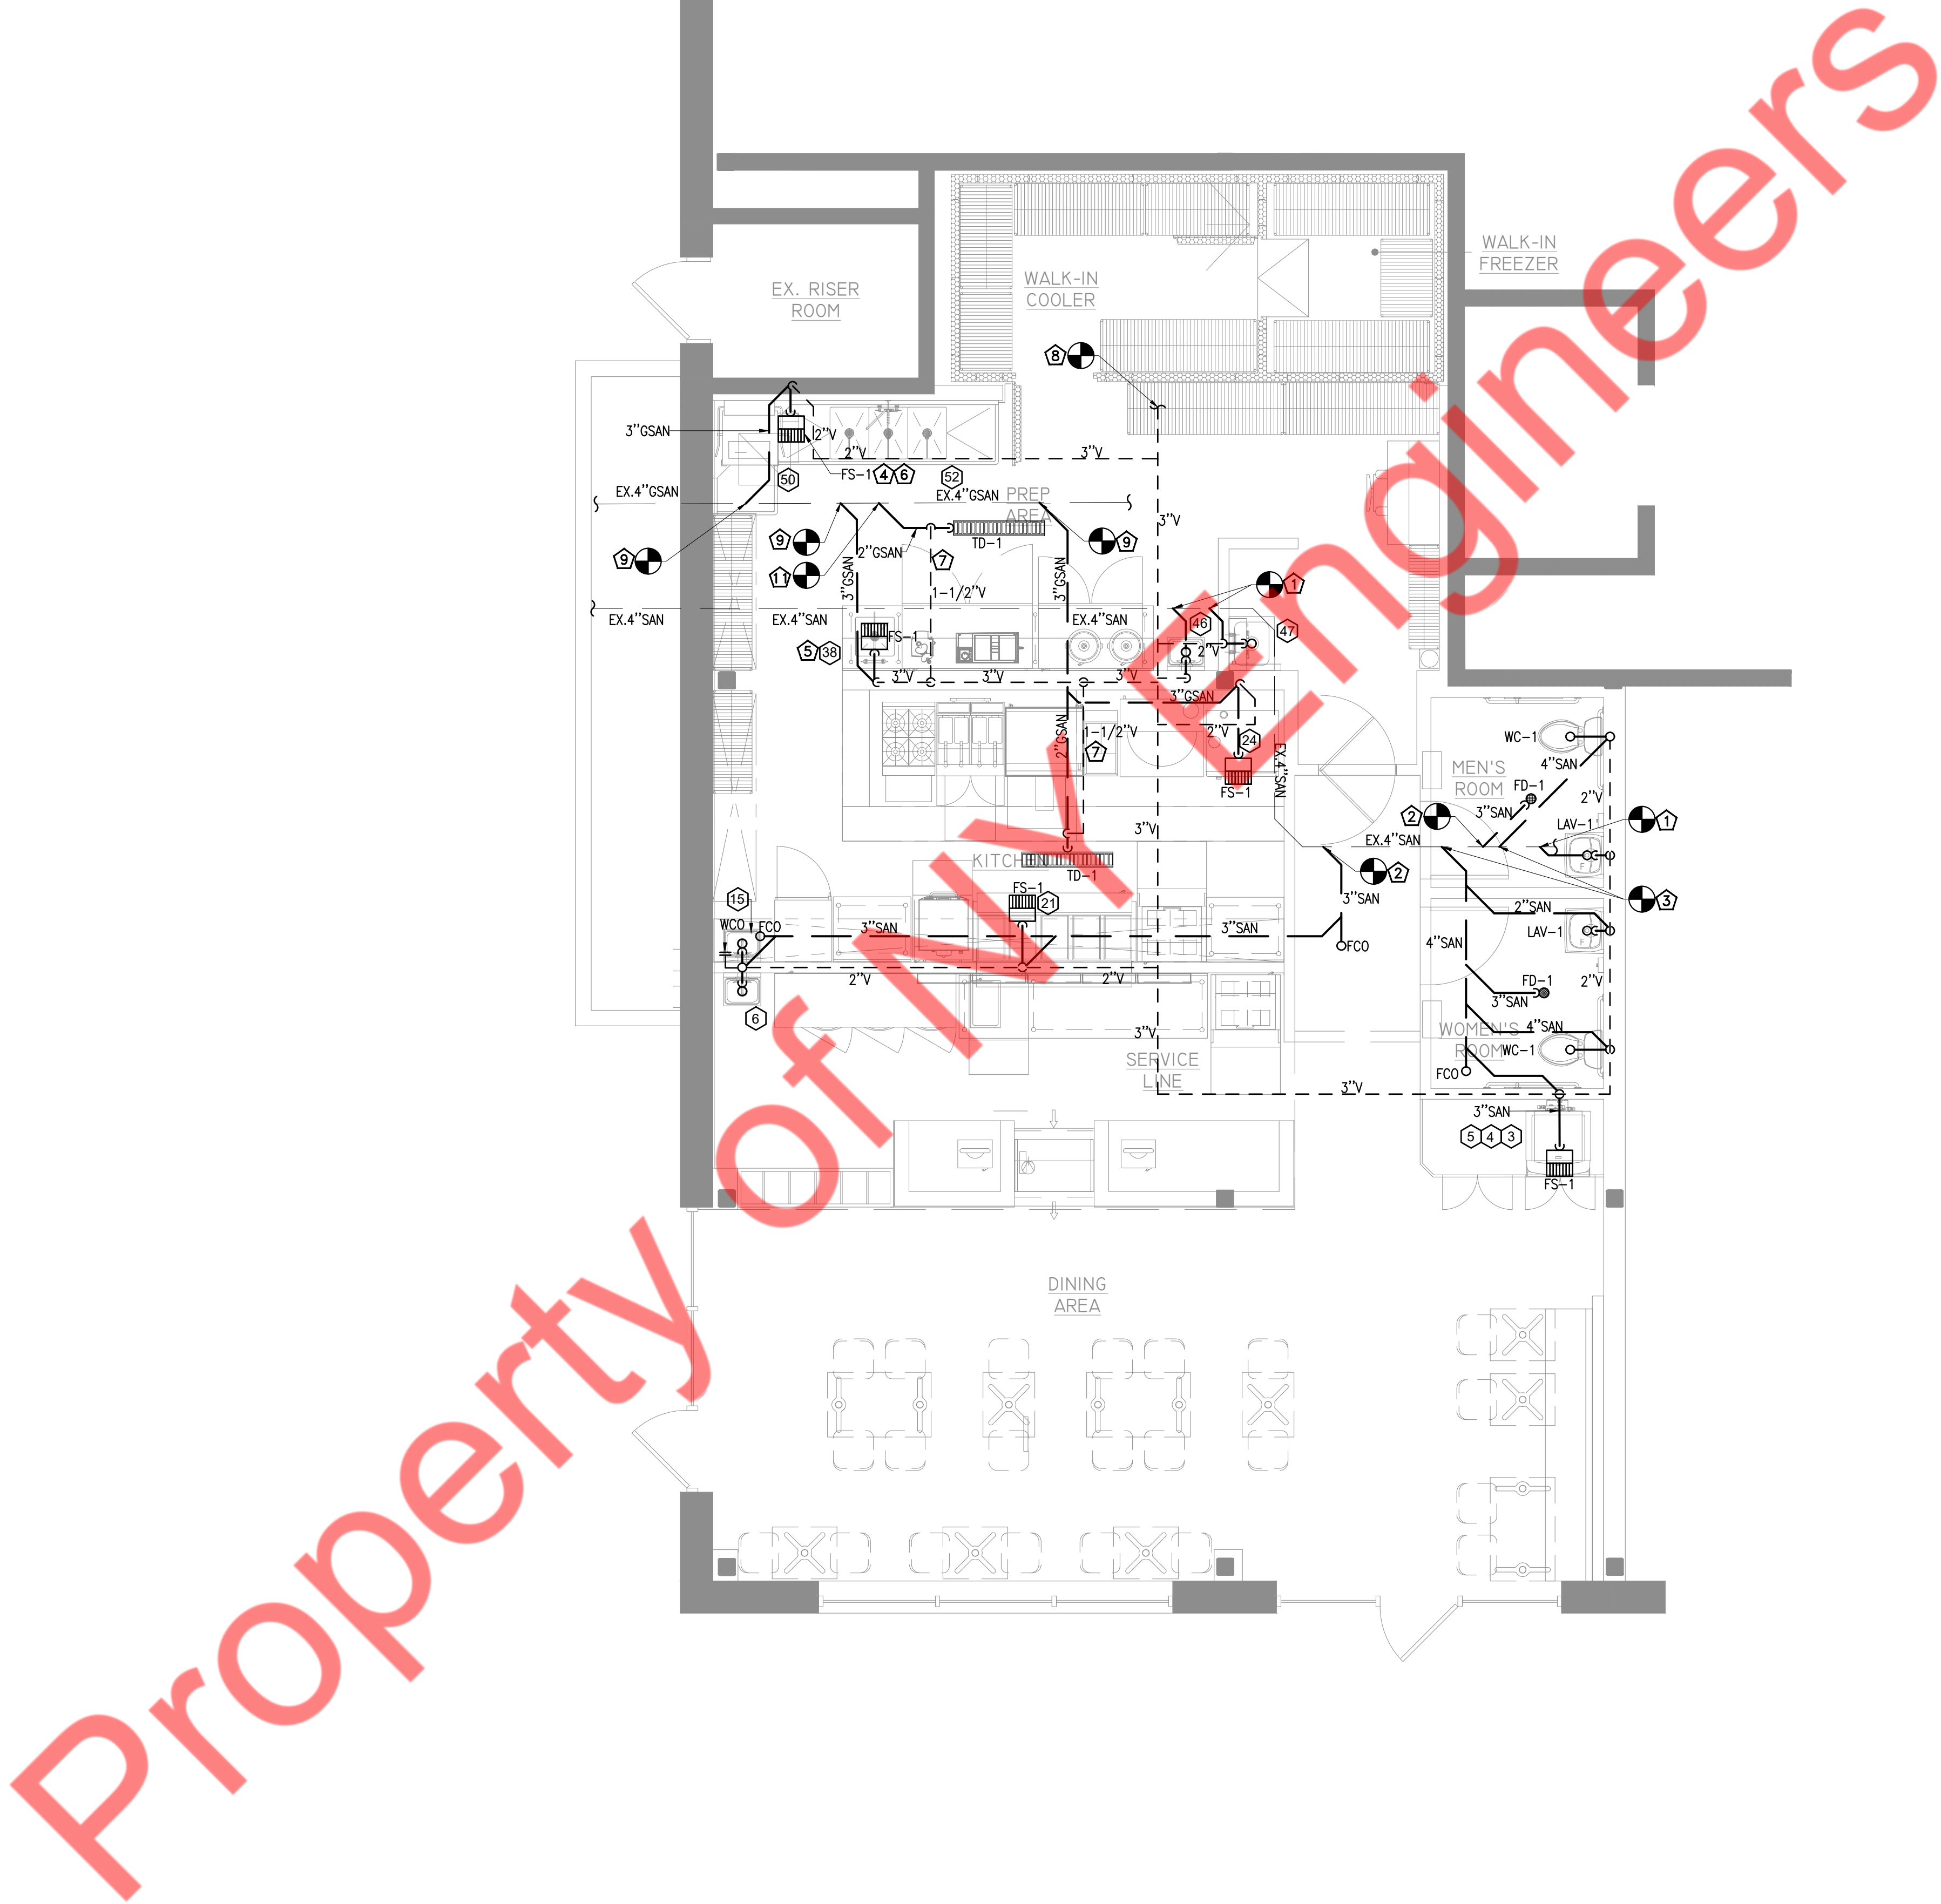 WALK-IN
FREEZER
WALK-IN
COOLER
EX. RISER
ROOM
8
3''GSAN
2''V
2''V
3''V
FS-1
4
6
50
52
EX.4''GSAN
EX.4''GSAN
PREP
AREA
3''V
9
9
2''GSAN
TD-1
9
7
11
3''GSAN
1-1/2''V
3''GSAN
1
EX.4''SAN
EX.4''SAN
EX.4''SAN
46
47
FS-1
5
38
2''V
3''V
3''V
3''V
3''GSAN
2''GSAN
1-1/2''V
7
2''V
24
EX.4''SAN
FS-1
WC-1
4''SAN
MEN'S
ROOM
FD-1
2''V
3''SAN
2
LAV-1
1
3''V
EX.4''SAN
KITCHEN
TD-1
2
3''SAN
3
FS-1
21
15
WCO
FCO
3''SAN
3''SAN
FCO
2''SAN
LAV-1
F
F
4''SAN
2''V
2''V
FD-1
2''V
3''SAN
6
3''V
4''SAN
WOMEN'S
ROOM
WC-1
SERVICE
LINE
FCO
3''V
3''SAN
5
4
3
FS-1
DINING
AREA
Property of NY Engineers